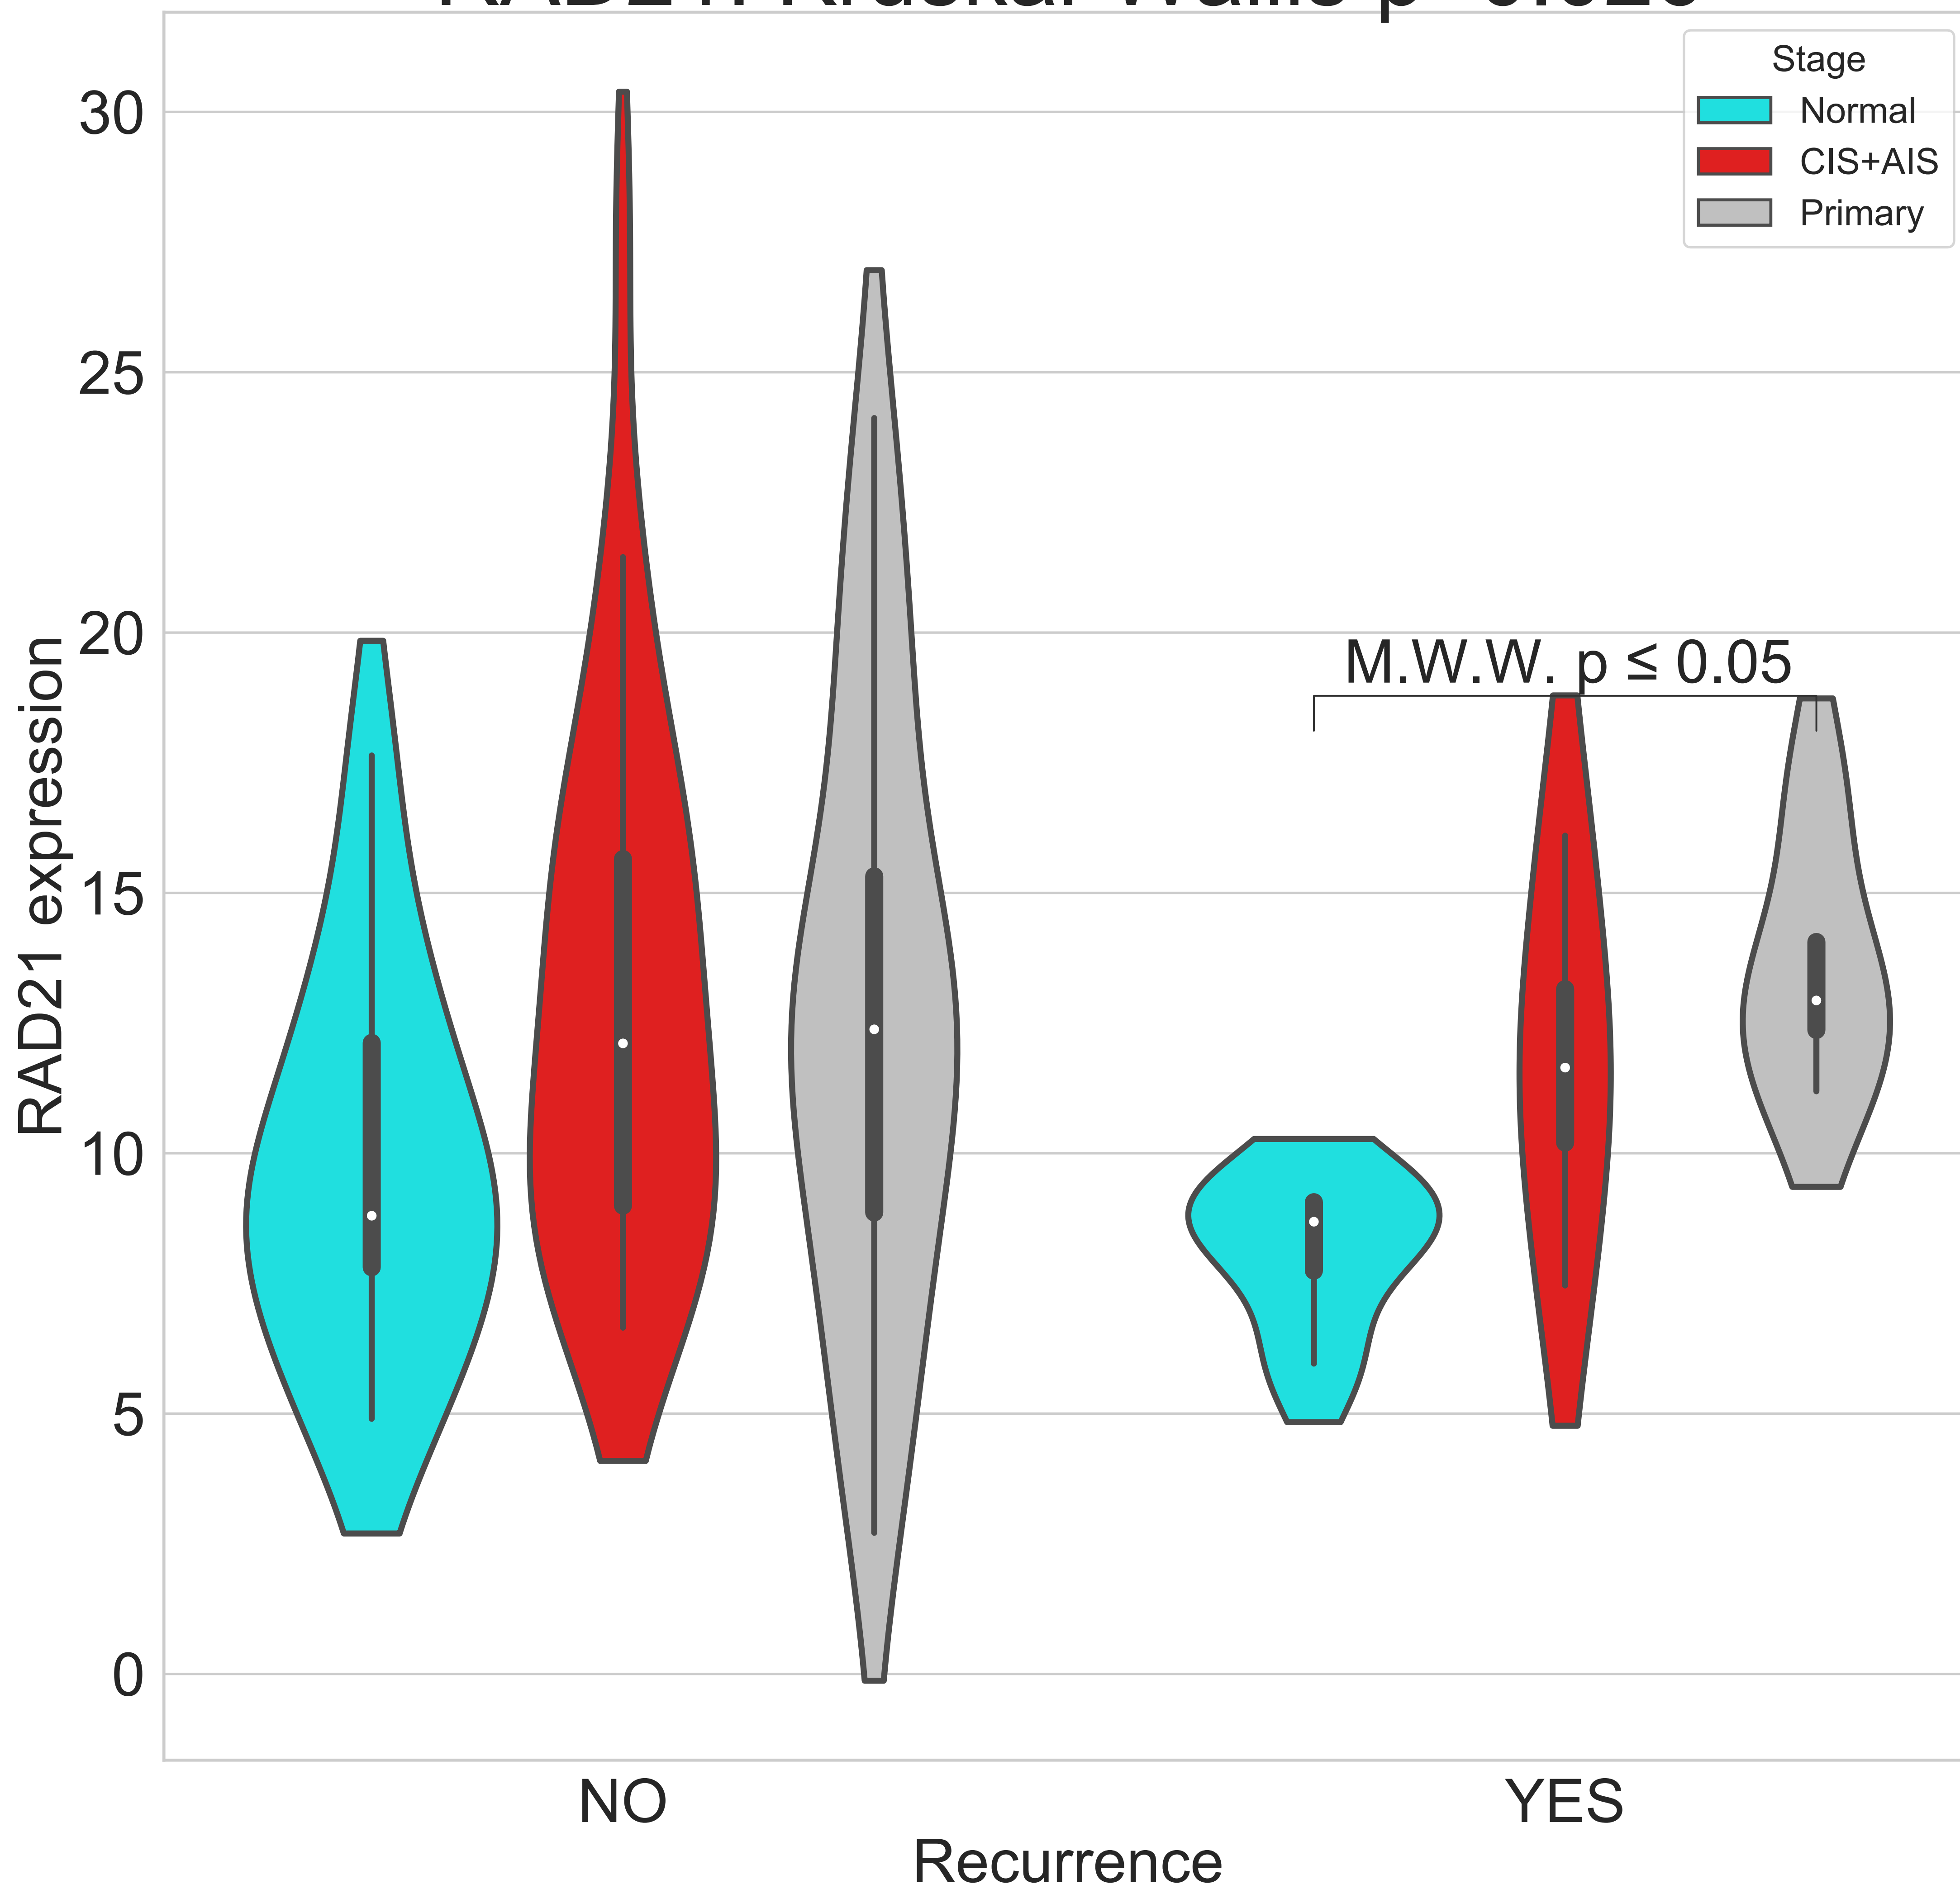 Stage
Normal
CIS+AIS
Primary
30
25
20
15
10
5
0
RAD21 expression
M.W.W. p ≤ 0.05
NO
YES
Recurrence